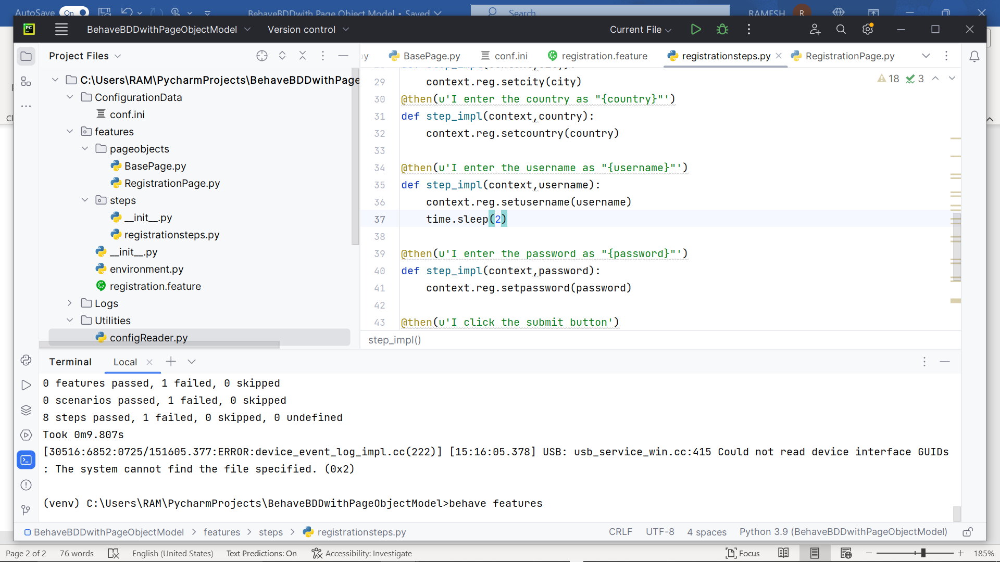 AutoSave On
BehaveBDDwith Page Object Model • Saved
Search
RAMESH R
PC BehaveBDDwithPageObjectModel Version control Current File
Project Files
C:\Users\RAM\PycharmProjects\BehaveBDDwithPage
ConfigurationData
conf.ini
features
pageobjects
BasePage.py
RegistrationPage.py
steps
__init__.py
registrationsteps.py
__init__.py
environment.py
registration.feature
Logs
Utilities
configReader.py
Cl
y BasePage.py conf.ini registration.feature registrationsteps.py RegistrationPage.py
18 3
29 context.reg.setcity(city)
30 @then(u'I enter the country as "{country}"')
31 def step_impl(context,country):
32 context.reg.setcountry(country)
33
34 @then(u'I enter the username as "{username}"')
35 def step_impl(context,username):
36 context.reg.setusername(username)
37 time.sleep(2)
38
39 @then(u'I enter the password as "{password}"')
40 def step_impl(context,password):
41 context.reg.setpassword(password)
42
43 @then(u'I click the submit button')
step_impl()
Terminal Local
0 features passed, 1 failed, 0 skipped
0 scenarios passed, 1 failed, 0 skipped
8 steps passed, 1 failed, 0 skipped, 0 undefined
Took 0m9.807s
[30516:6852:0725/151605.377:ERROR:device_event_log_impl.cc(222)] [15:16:05.378] USB: usb_service_win.cc:415 Could not read device interface GUIDs
: The system cannot find the file specified. (0x2)
(venv) C:\Users\RAM\PycharmProjects\BehaveBDDwithPageObjectModel>behave features
BehaveBDDwithPageObjectModel features steps registrationsteps.py CRLF UTF-8 4 spaces Python 3.9 (BehaveBDDwithPageObjectModel)
Page 2 of 2 76 words English (United States) Text Predictions: On Accessibility: Investigate Focus 185%